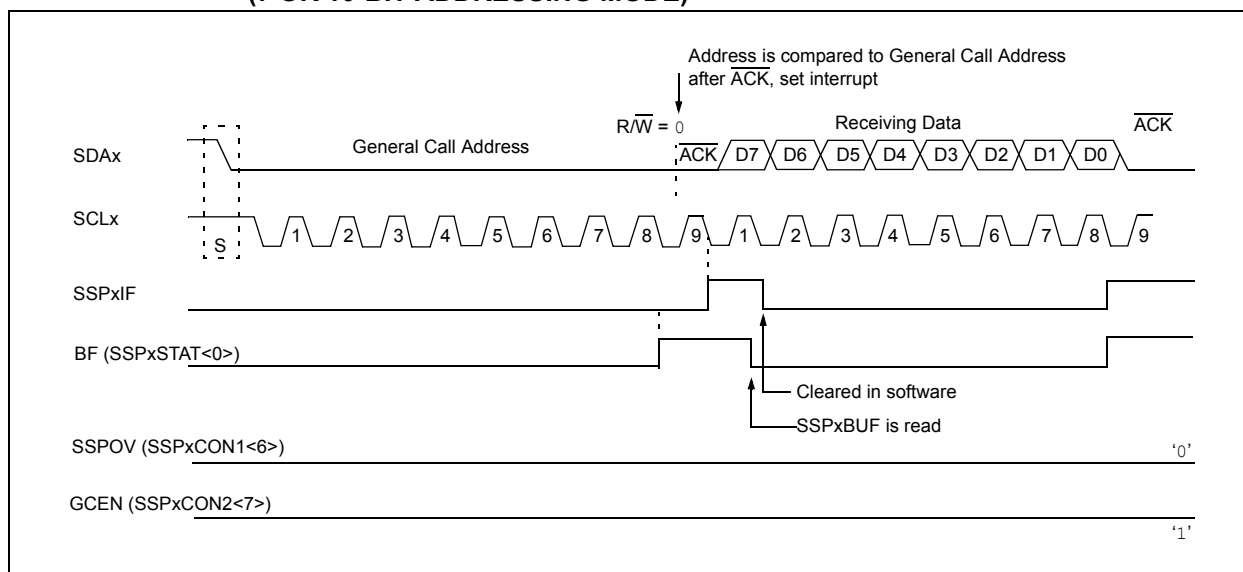 Address is compared to General Call Address
after ACK, set interrupt
R/W = 0
Receiving Data
ACK
SDAx
General Call Address
ACK D7 D6 D5 D4 D3 D2 D1 D0
SCLx
S
1 2 3 4 5 6 7 8 9 1 2 3 4 5 6 7 8 9
SSPxIF
BF (SSPxSTAT<0>)
Cleared in software
SSPxBUF is read
SSPOV (SSPxCON1<6>)
‘0’
GCEN (SSPxCON2<7>)
‘1’